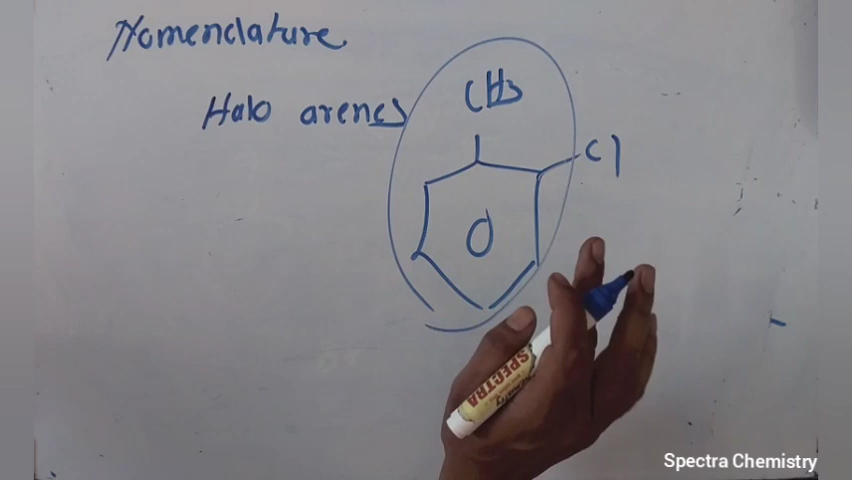 Nomenclature
Halo arenes
CH3
Cl
SPECTRA
Spectra Chemistry